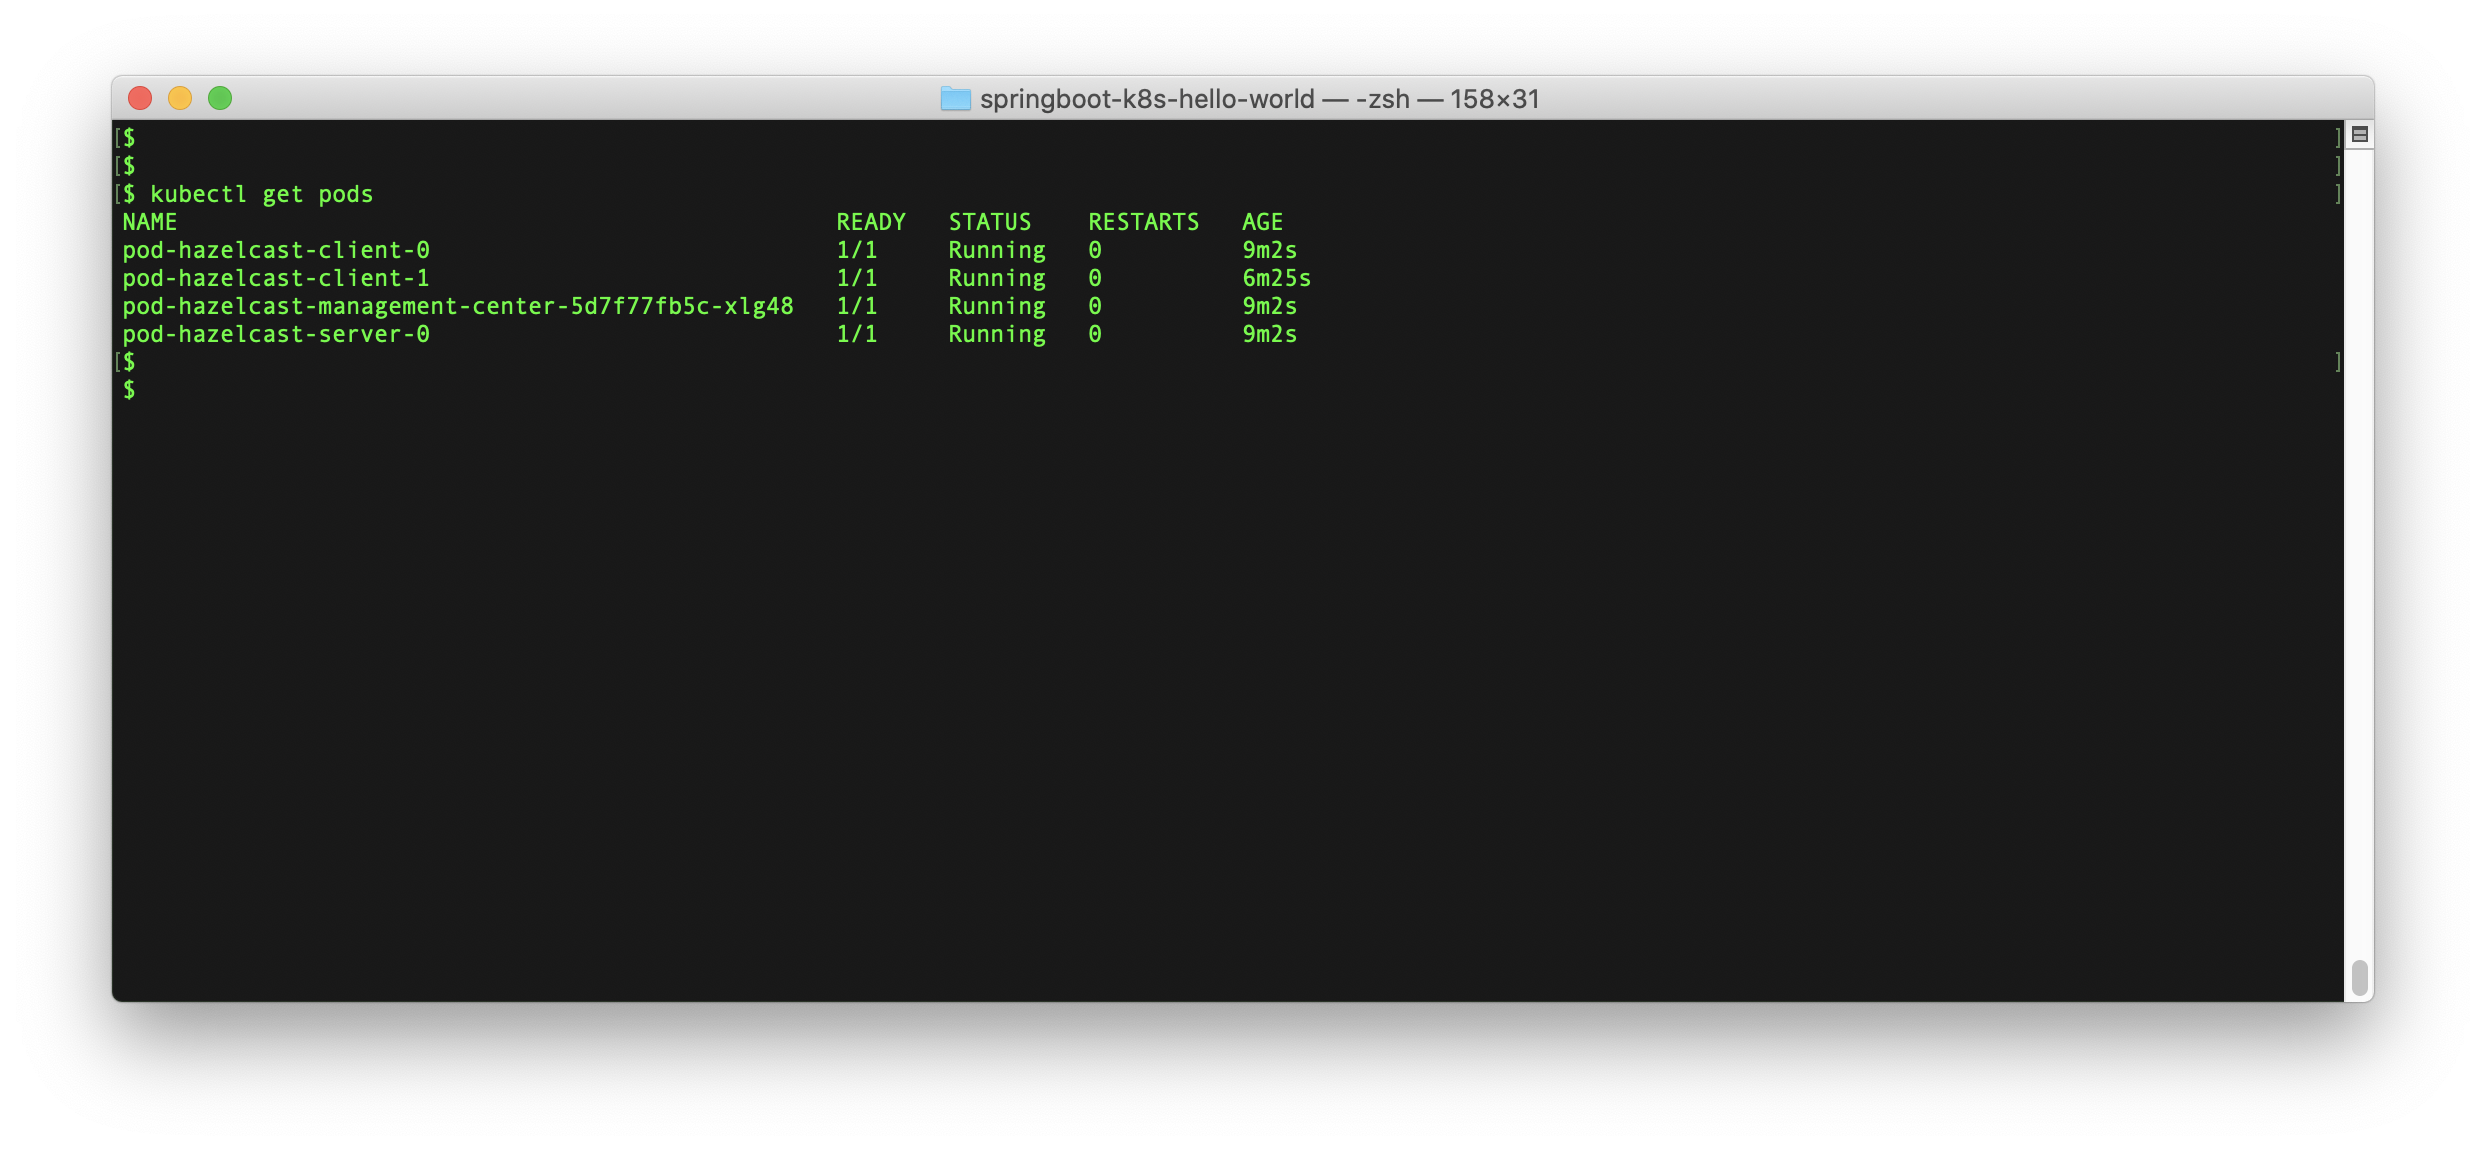 springboot-k8s-hello-world — -zsh — 158×31
[$ ]
[$ ]
[$ kubectl get pods ]
NAME READY STATUS RESTARTS AGE
pod-hazelcast-client-0 1/1 Running 0 9m2s
pod-hazelcast-client-1 1/1 Running 0 6m25s
pod-hazelcast-management-center-5d7f77fb5c-xlg48 1/1 Running 0 9m2s
pod-hazelcast-server-0 1/1 Running 0 9m2s
[$ ]
$